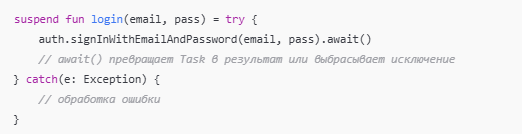 suspend fun login(email, pass) = try {
    auth.signInWithEmailAndPassword(email, pass).await()
    // await() превращает Task в результат или выбрасывает исключение
} catch(e: Exception) {
    // обработка ошибки
}